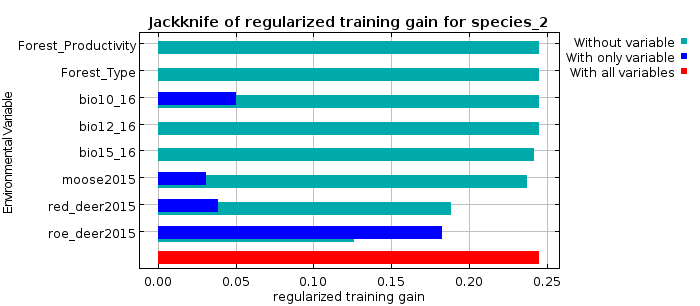 Jackknife of regularized training gain for species_2
Without variable
With only variable
With all variables
Environmental Variable
Forest_Productivity
Forest_Type
bio10_16
bio12_16
bio15_16
moose2015
red_deer2015
roe_deer2015
0.00 0.05 0.10 0.15 0.20 0.25
regularized training gain